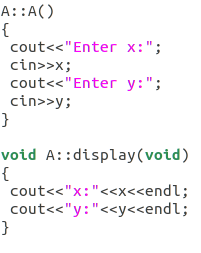 A::A()
{
 cout<<"Enter x:";
 cin>>x;
 cout<<"Enter y:";
 cin>>y;
}

void A::display(void)
{
 cout<<"x:"<<x<<endl;
 cout<<"y:"<<y<<endl;
}